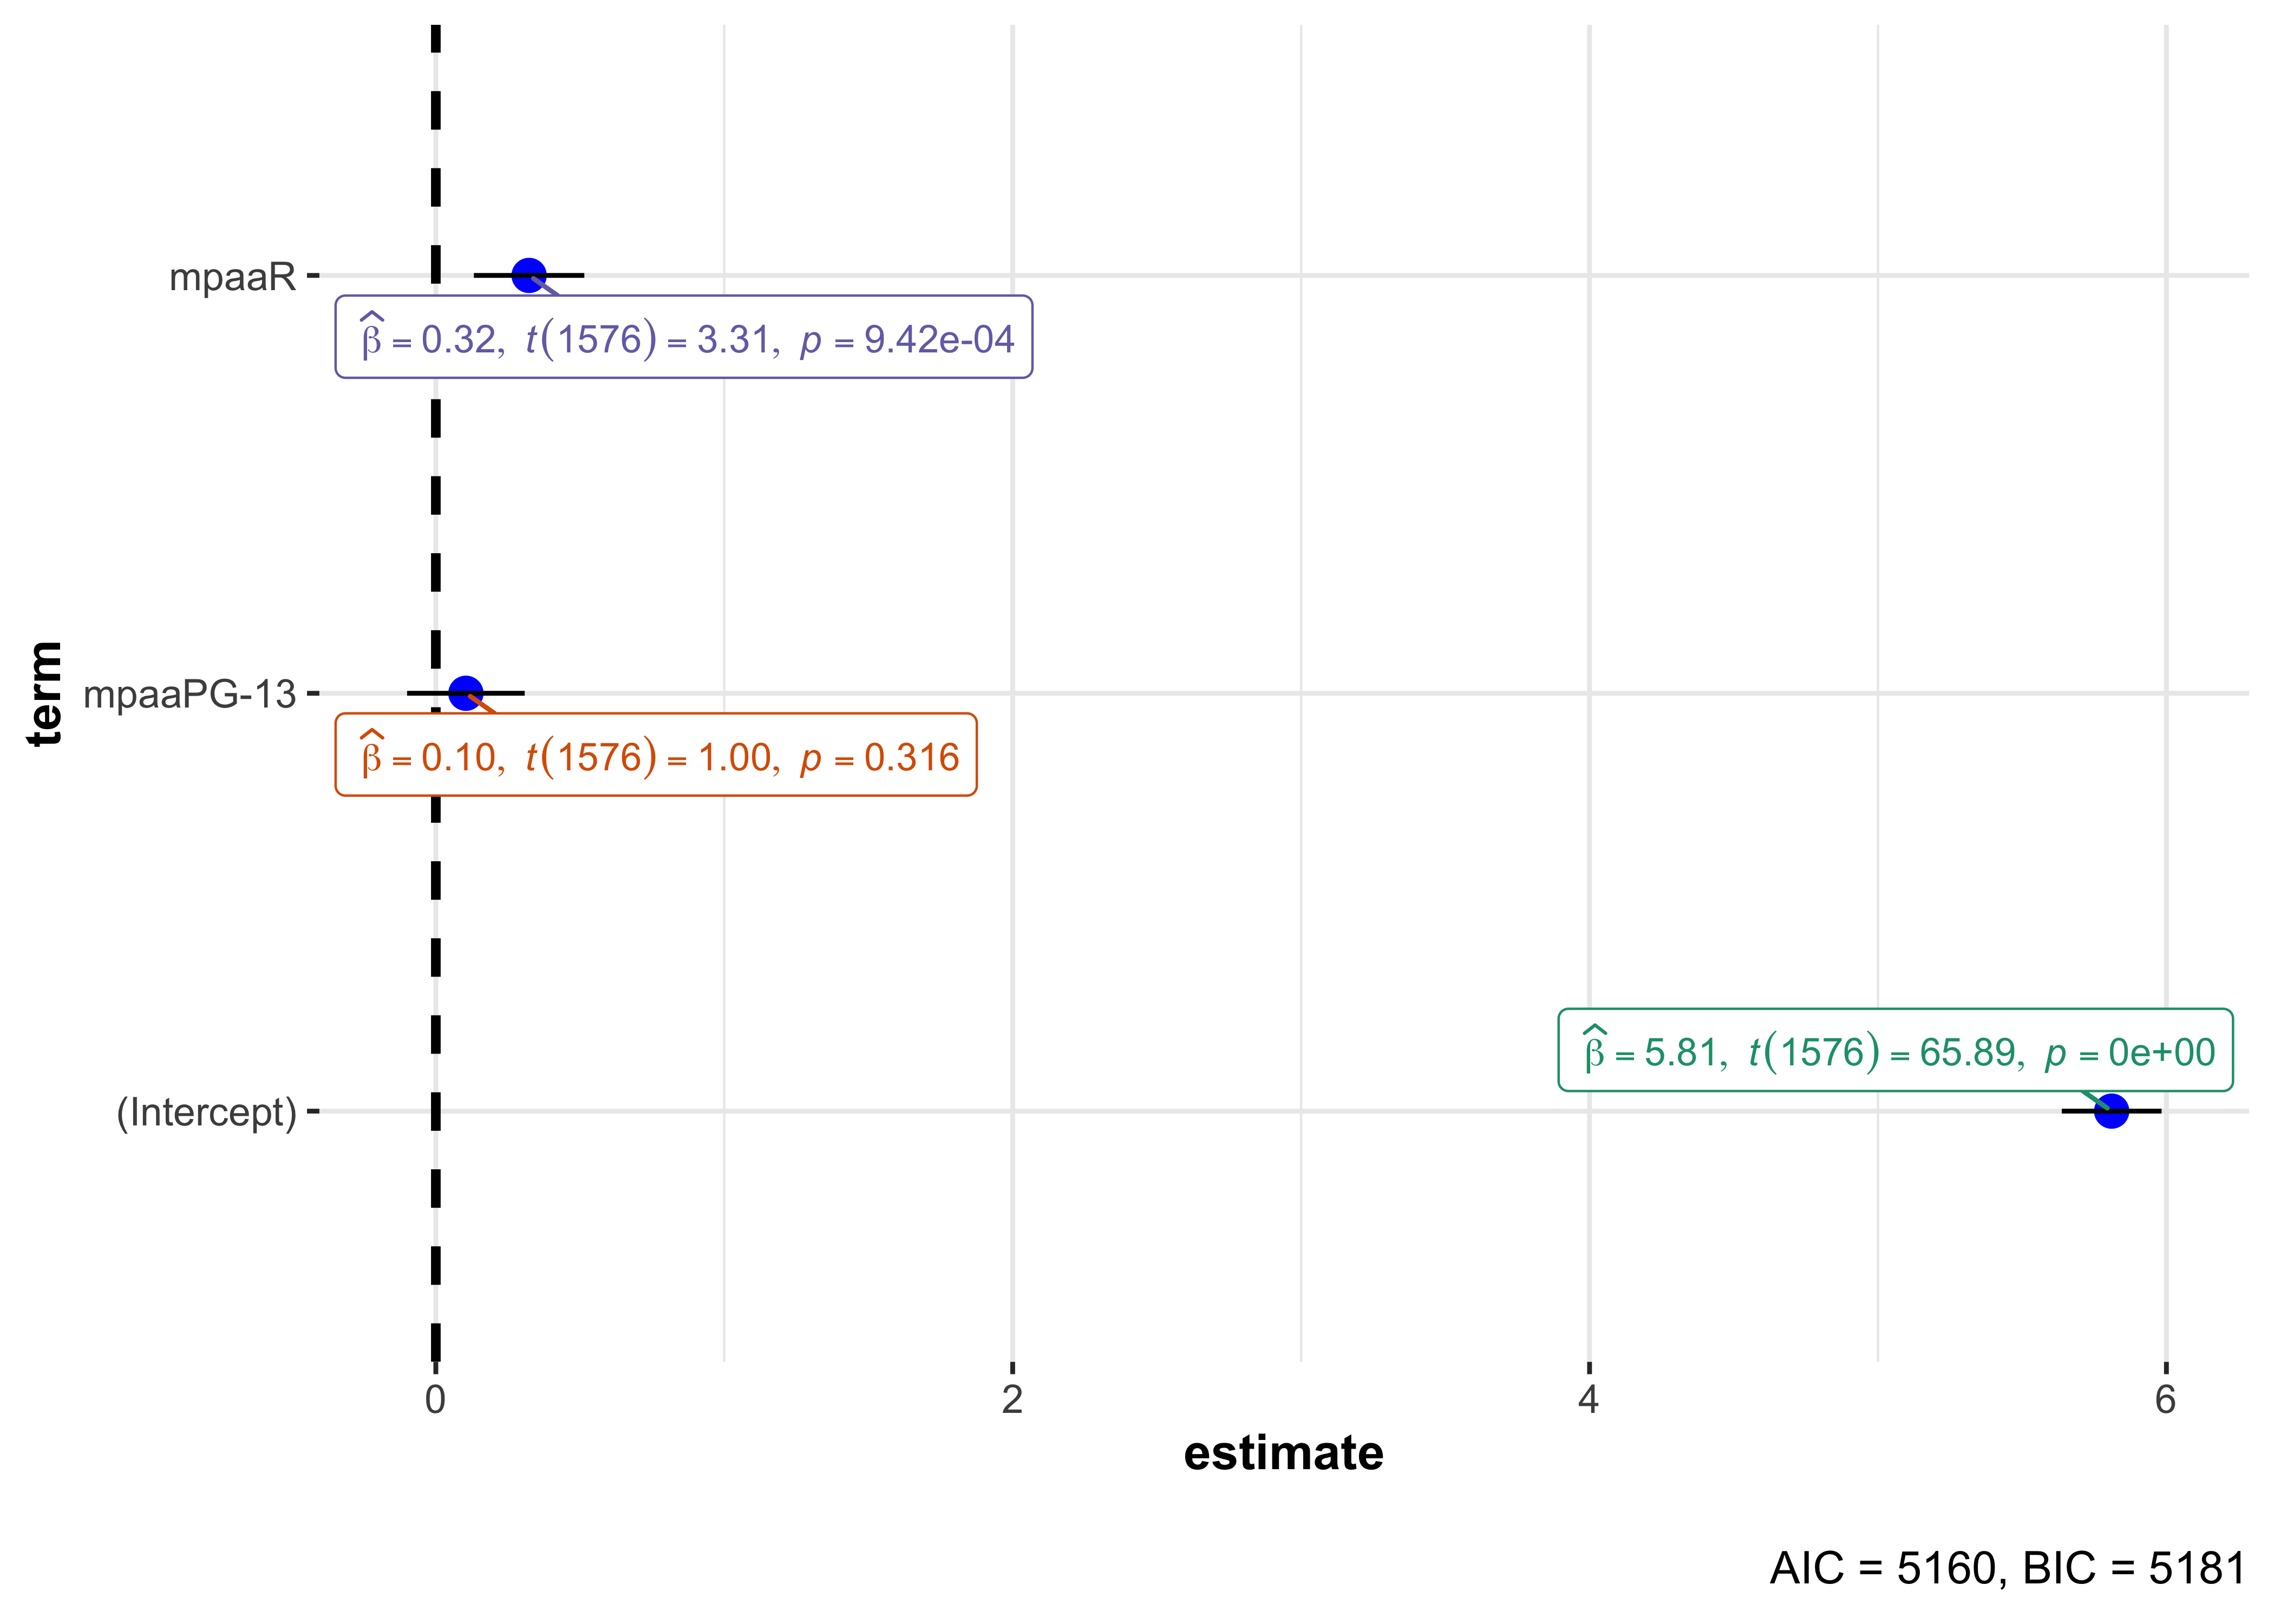 term
mpaaR
β̂ = 0.32, t(1576) = 3.31, p = 9.42e-04
mpaaPG-13
β̂ = 0.10, t(1576) = 1.00, p = 0.316
β̂ = 5.81, t(1576) = 65.89, p = 0e+00
(Intercept)
0 2 4 6
estimate
AIC = 5160, BIC = 5181